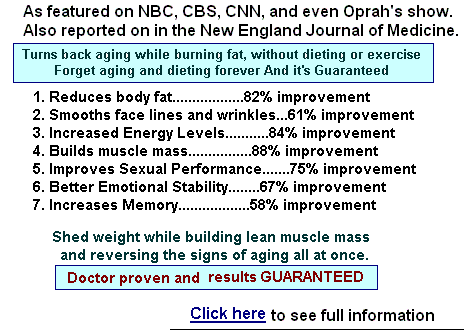 As featured on NBC, CBS, CNN, and even Oprah's show.
Also reported on in the New England Journal of Medicine.
Turns back aging while burning fat, without dieting or exercise
Forget aging and dieting forever And it's Guaranteed
1. Reduces body fat..................82% improvement
2. Smooths face lines and wrinkles...61% improvement
3. Increased Energy Levels...........84% improvement
4. Builds muscle mass................88% improvement
5. Improves Sexual Performance.......75% improvement
6. Better Emotional Stability........67% improvement
7. Increases Memory..................58% improvement
Shed weight while building lean muscle mass
and reversing the signs of aging all at once.
Doctor proven and results GUARANTEED
Click here to see full information